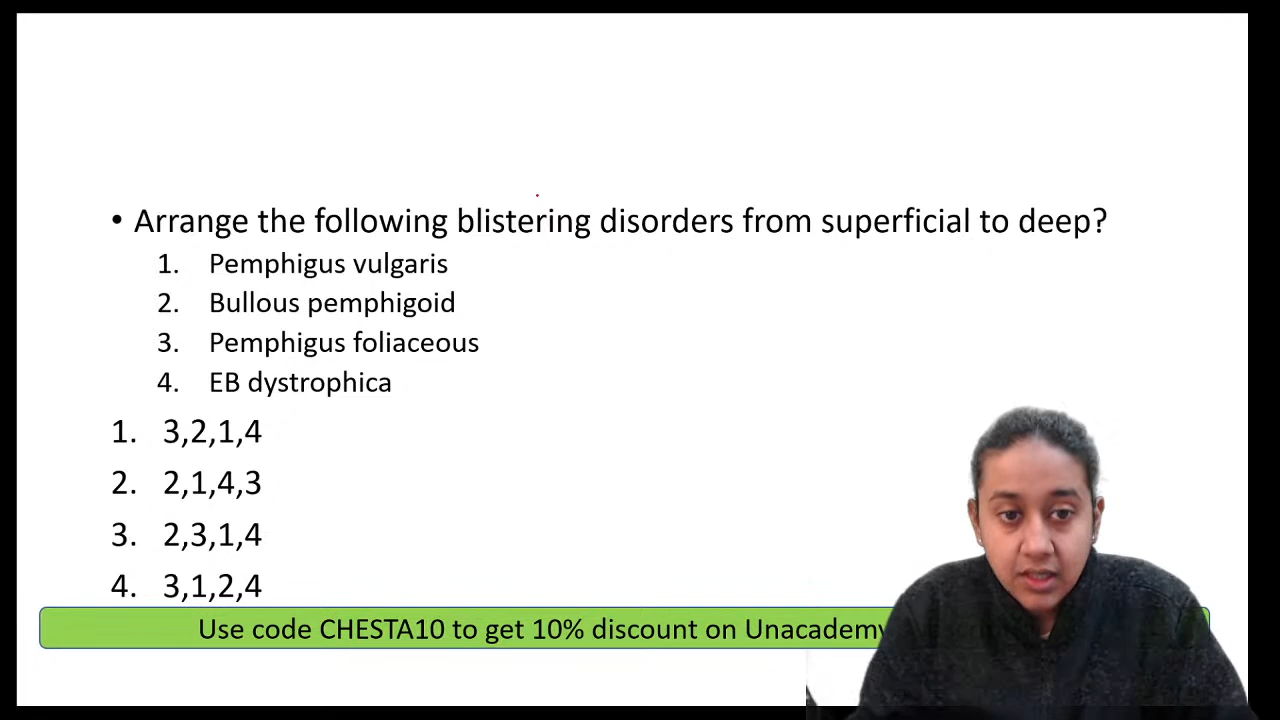 • Arrange the following blistering disorders from superficial to deep?
1. Pemphigus vulgaris
2. Bullous pemphigoid
3. Pemphigus foliaceous
4. EB dystrophica
1. 3,2,1,4
2. 2,1,4,3
3. 2,3,1,4
4. 3,1,2,4
Use code CHESTA10 to get 10% discount on Unacademy